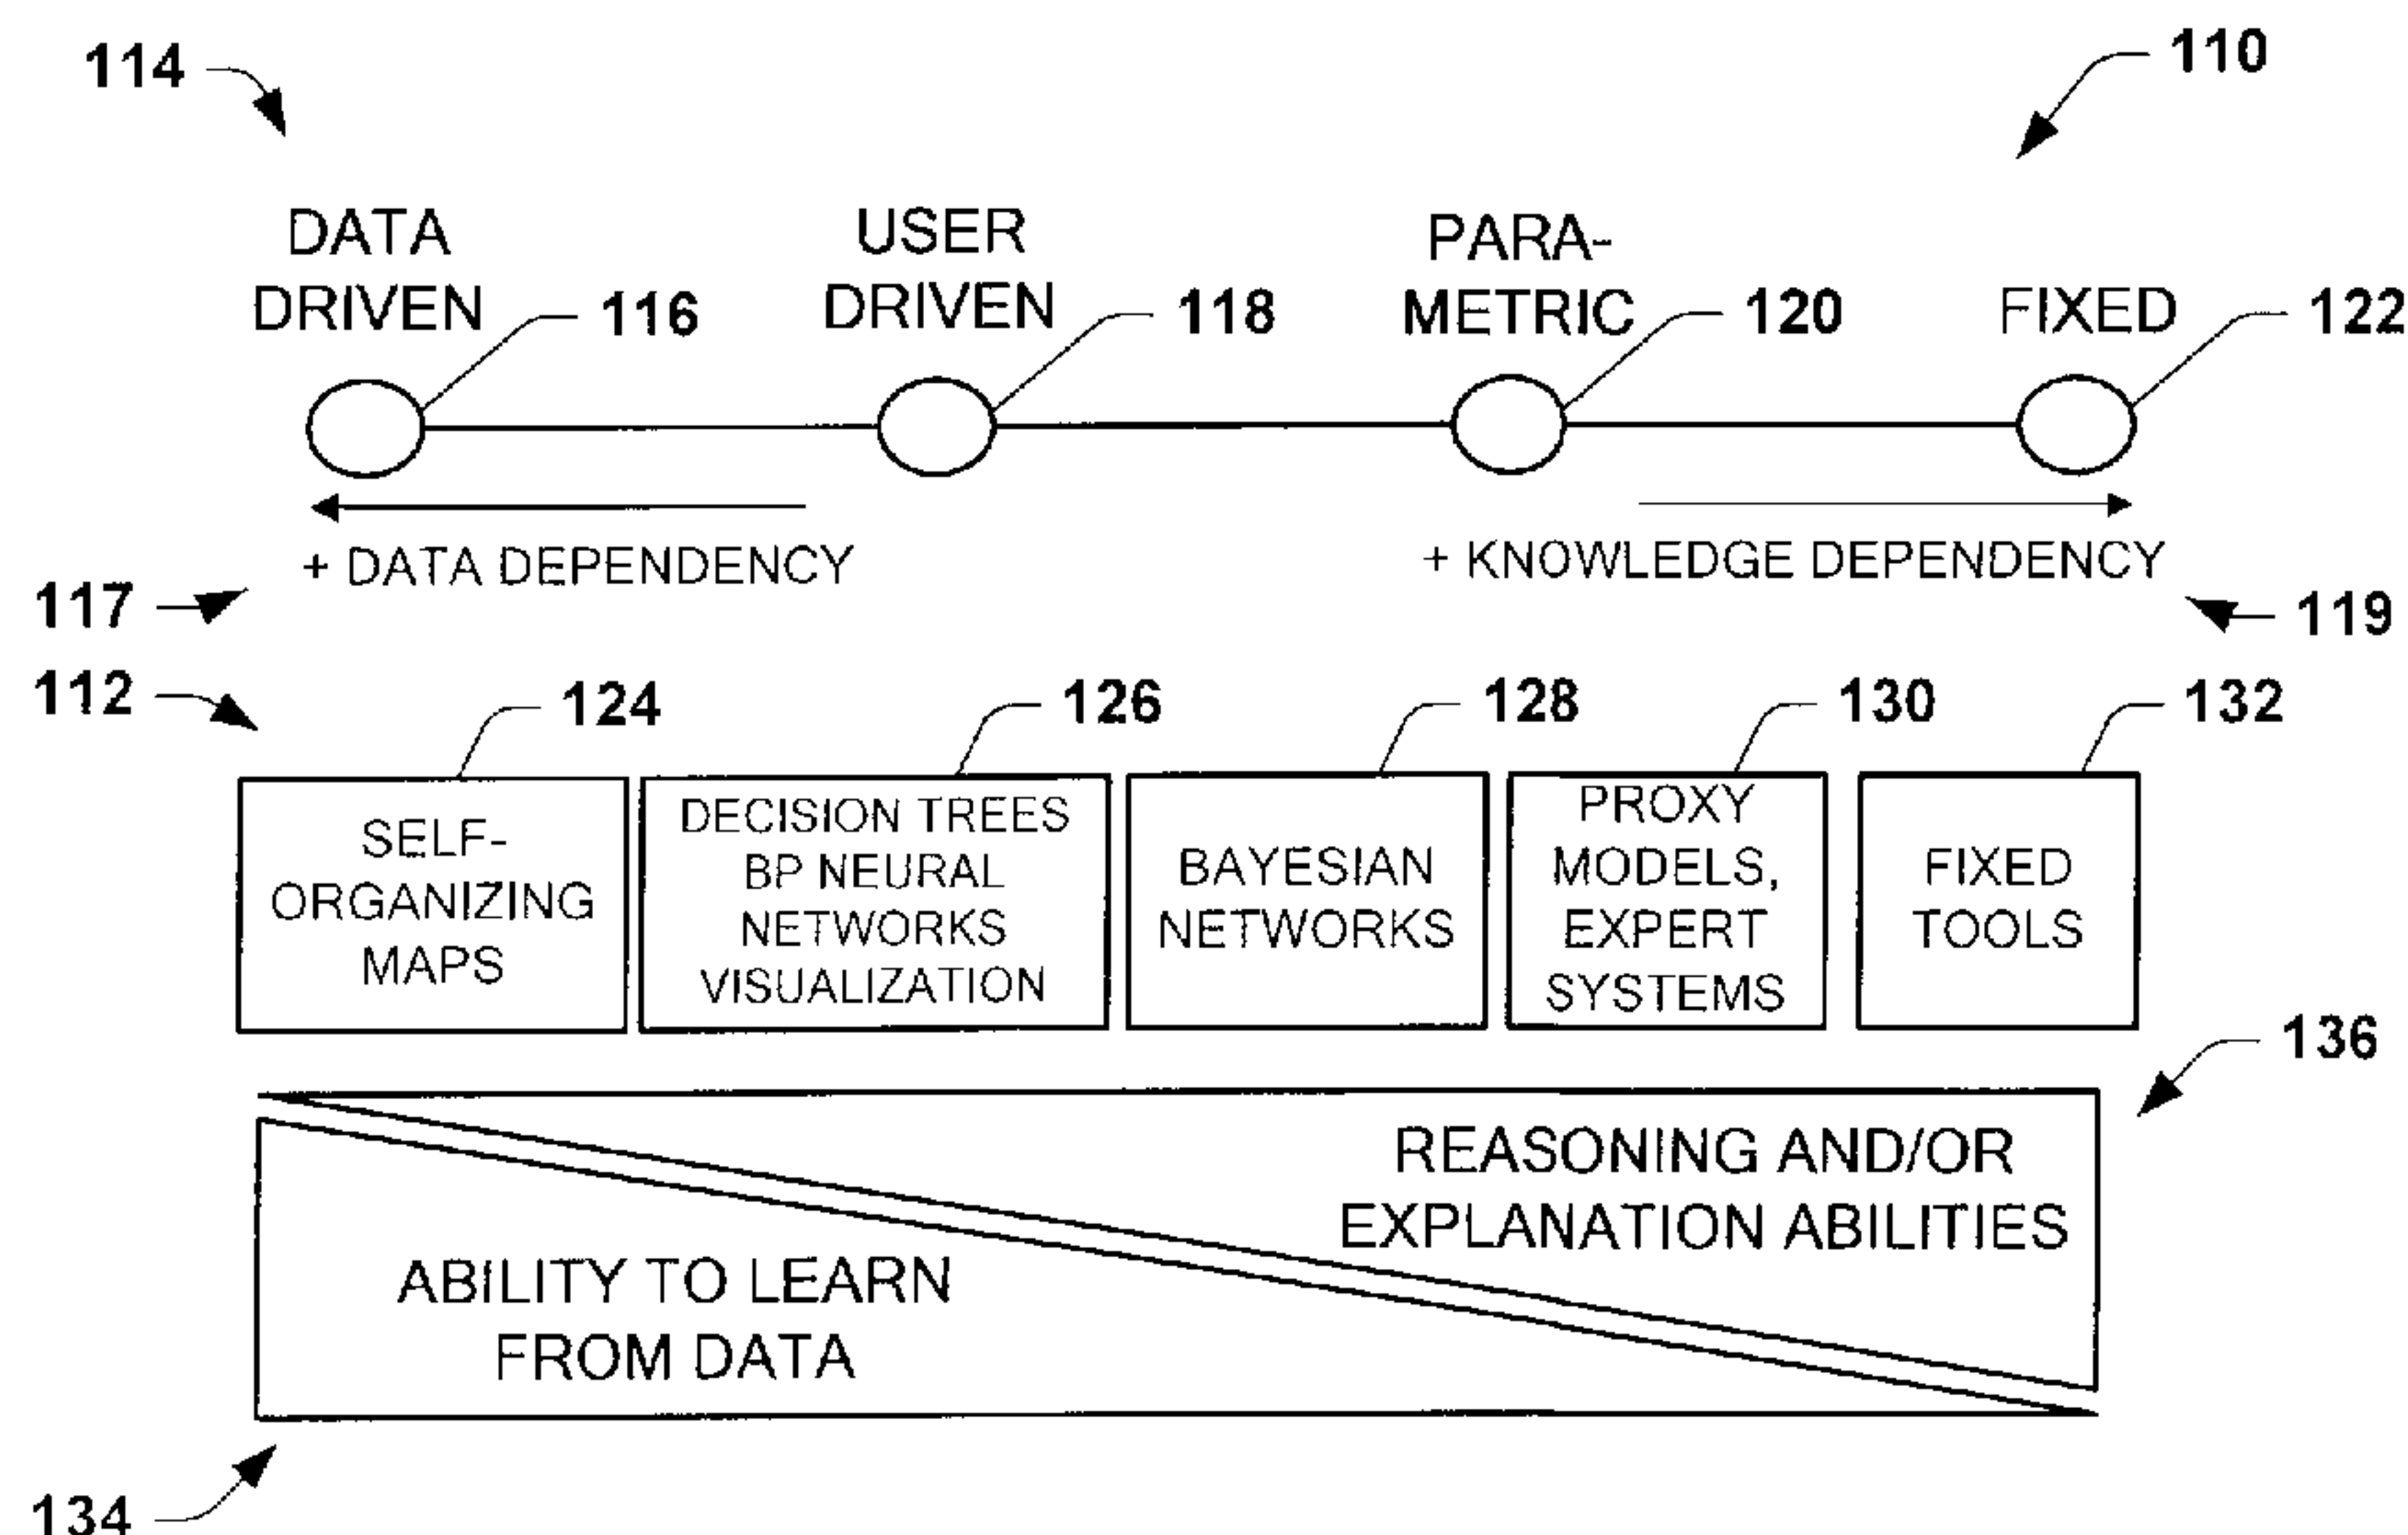 114
110
DATA
DRIVEN
116
USER
DRIVEN
118
PARA-
METRIC
120
FIXED
122
+ DATA DEPENDENCY
+ KNOWLEDGE DEPENDENCY
117
119
112
124
126
128
130
132
SELF-
ORGANIZING
MAPS
DECISION TREES
BP NEURAL
NETWORKS
VISUALIZATION
BAYESIAN
NETWORKS
PROXY
MODELS,
EXPERT
SYSTEMS
FIXED
TOOLS
136
REASONING AND/OR
EXPLANATION ABILITIES
ABILITY TO LEARN
FROM DATA
134